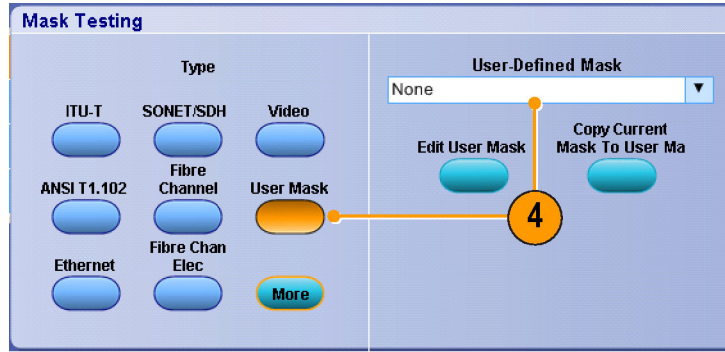 Mask Testing
Type
User-Defined Mask
None
ITU-T
SONET/SDH
Video
Edit User Mask
Copy Current
Mask To User Ma
ANSI T1.102
Fibre
Channel
User Mask
4
Ethernet
Fibre Chan
Elec
More